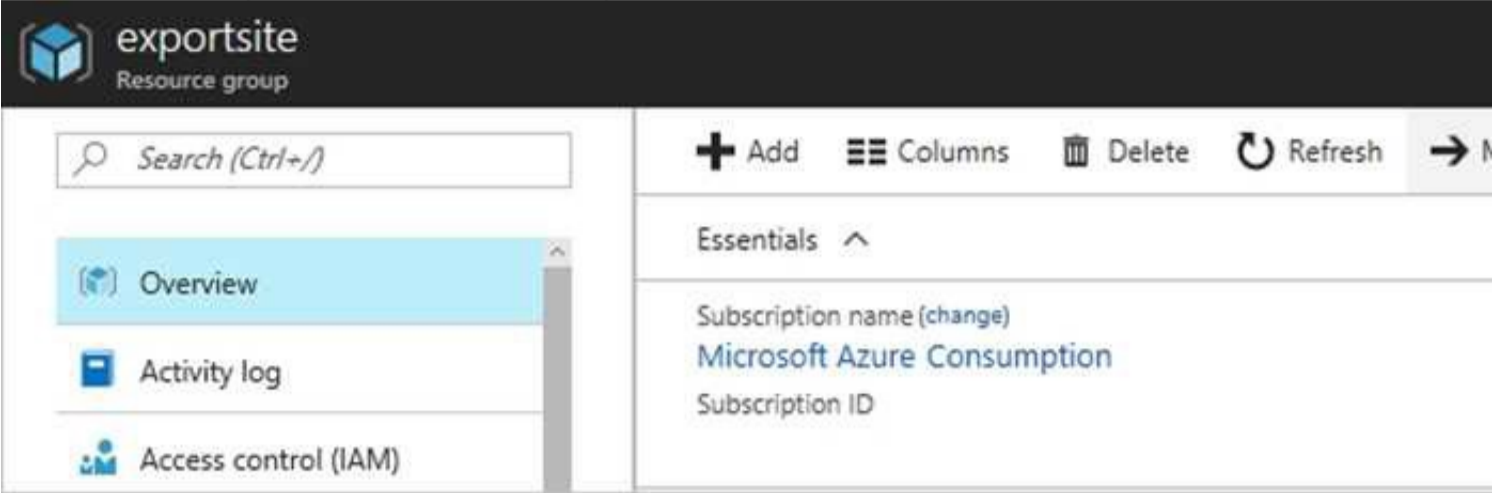 exportsite
Resource group
Search (Ctrl+/)
Overview
Activity log
Access control (IAM)
Add Columns Delete Refresh
Essentials
Subscription name (change)
Microsoft Azure Consumption
Subscription ID